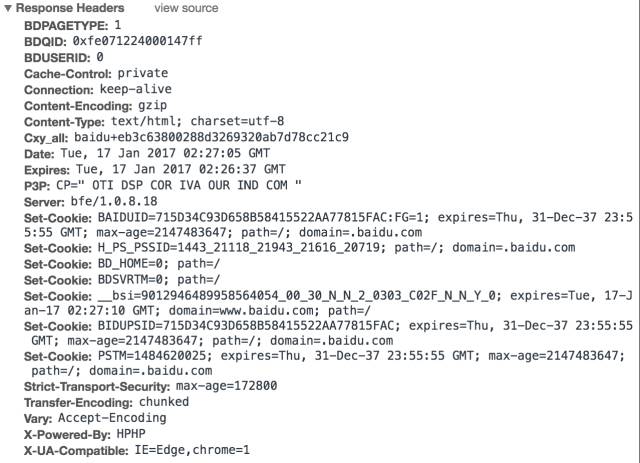 ▼ Response Headers view source
BDPAGETYPE: 1
BDQID: 0xfe071224000147ff
BDUSERID: 0
Cache-Control: private
Connection: keep-alive
Content-Encoding: gzip
Content-Type: text/html; charset=utf-8
Cxy_all: baidu+eb3c63800288d3269320ab7d78cc21c9
Date: Tue, 17 Jan 2017 02:27:05 GMT
Expires: Tue, 17 Jan 2017 02:26:37 GMT
P3P: CP=" OTI DSP COR IVA OUR IND COM "
Server: bfe/1.0.8.18
Set-Cookie: BAIDUID=715D34C93D658B58415522AA77815FAC:FG=1; expires=Thu, 31-Dec-37 23:5
5:55 GMT; max-age=2147483647; path=/; domain=.baidu.com
Set-Cookie: H_PS_PSSID=1443_21118_21943_21616_20719; path=/; domain=.baidu.com
Set-Cookie: BD_HOME=0; path=/
Set-Cookie: BDSVRTM=0; path=/
Set-Cookie: __bsi=9012946489958564054_00_30_N_N_2_0303_C02F_N_N_Y_0; expires=Tue, 17-J
an-17 02:27:10 GMT; domain=www.baidu.com; path=/
Set-Cookie: BIDUPSID=715D34C93D658B58415522AA77815FAC; expires=Thu, 31-Dec-37 23:55:55
GMT; max-age=2147483647; path=/; domain=.baidu.com
Set-Cookie: PSTM=1484620025; expires=Thu, 31-Dec-37 23:55:55 GMT; max-age=2147483647;
path=/; domain=.baidu.com
Strict-Transport-Security: max-age=172800
Transfer-Encoding: chunked
Vary: Accept-Encoding
X-Powered-By: HPHP
X-UA-Compatible: IE=Edge,chrome=1